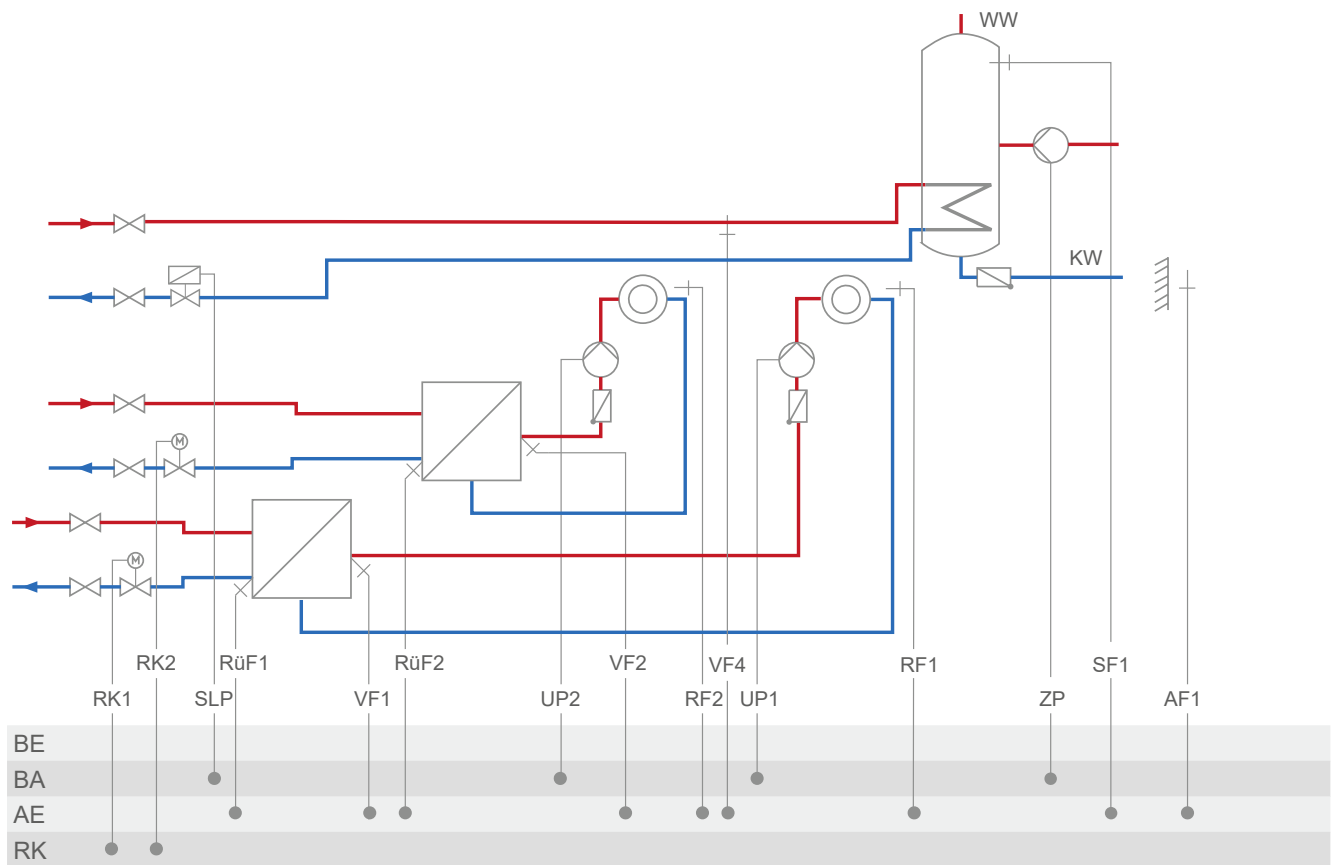 WW
KW
M
M
RK2 RüF1 RüF2 VF2 VF4 RF1 SF1
RK1 SLP VF1 UP2 RF2 UP1 ZP AF1
BE
BA
AE
RK